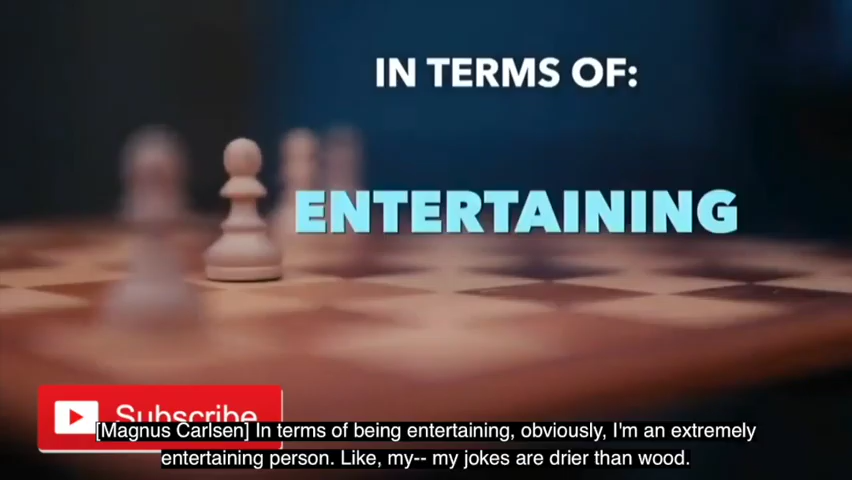 IN TERMS OF:
ENTERTAINING
Subscribe
[Magnus Carlsen] In terms of being entertaining, obviously, I'm an extremely
entertaining person. Like, my-- my jokes are drier than wood.